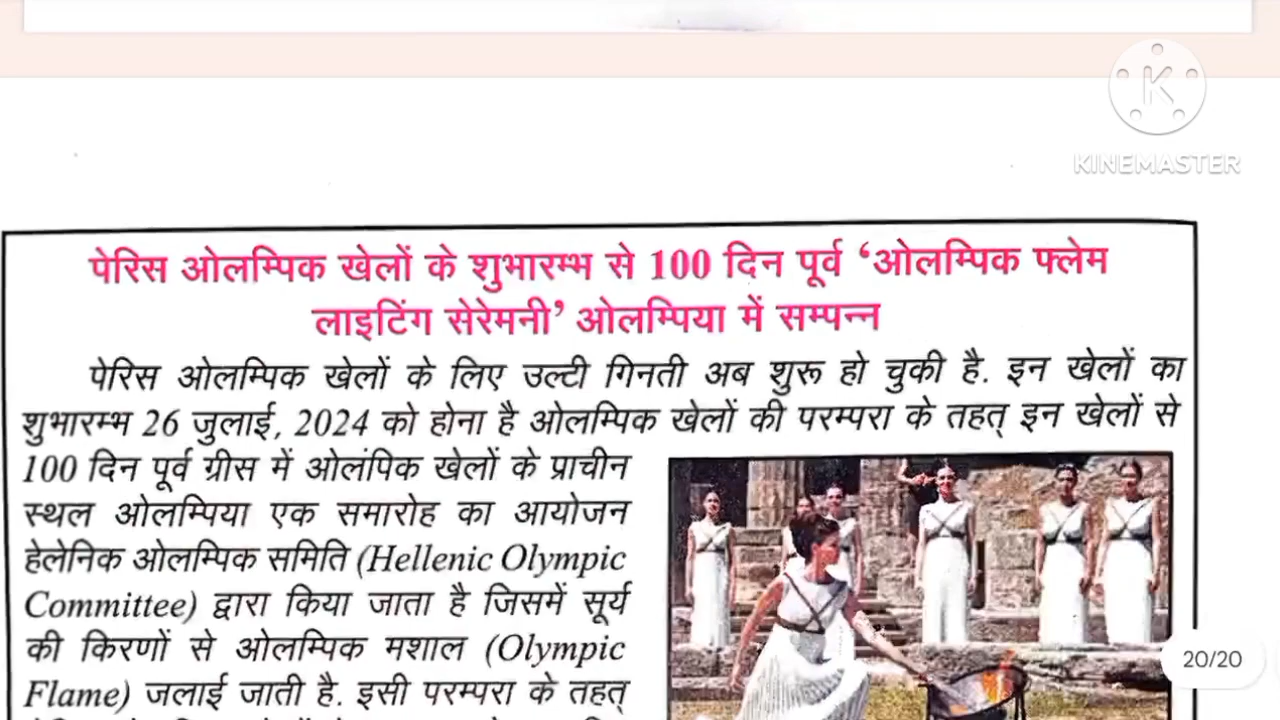 K
KINEMASTER
पेरिस ओलम्पिक खेलों के शुभारम्भ से 100 दिन पूर्व ‘ओलम्पिक फ्लेम
लाइटिंग सेरेमनी’ ओलम्पिया में सम्पन्न
पेरिस ओलम्पिक खेलों के लिए उल्टी गिनती अब शुरू हो चुकी है. इन खेलों का
शुभारम्भ 26 जुलाई, 2024 को होना है ओलम्पिक खेलों की परम्परा के तहत् इन खेलों से
100 दिन पूर्व ग्रीस में ओलंपिक खेलों के प्राचीन
स्थल ओलम्पिया एक समारोह का आयोजन
हेलेनिक ओलम्पिक समिति (Hellenic Olympic
Committee) द्वारा किया जाता है जिसमें सूर्य
की किरणों से ओलम्पिक मशाल (Olympic
Flame) जलाई जाती है. इसी परम्परा के तहत्
20/20